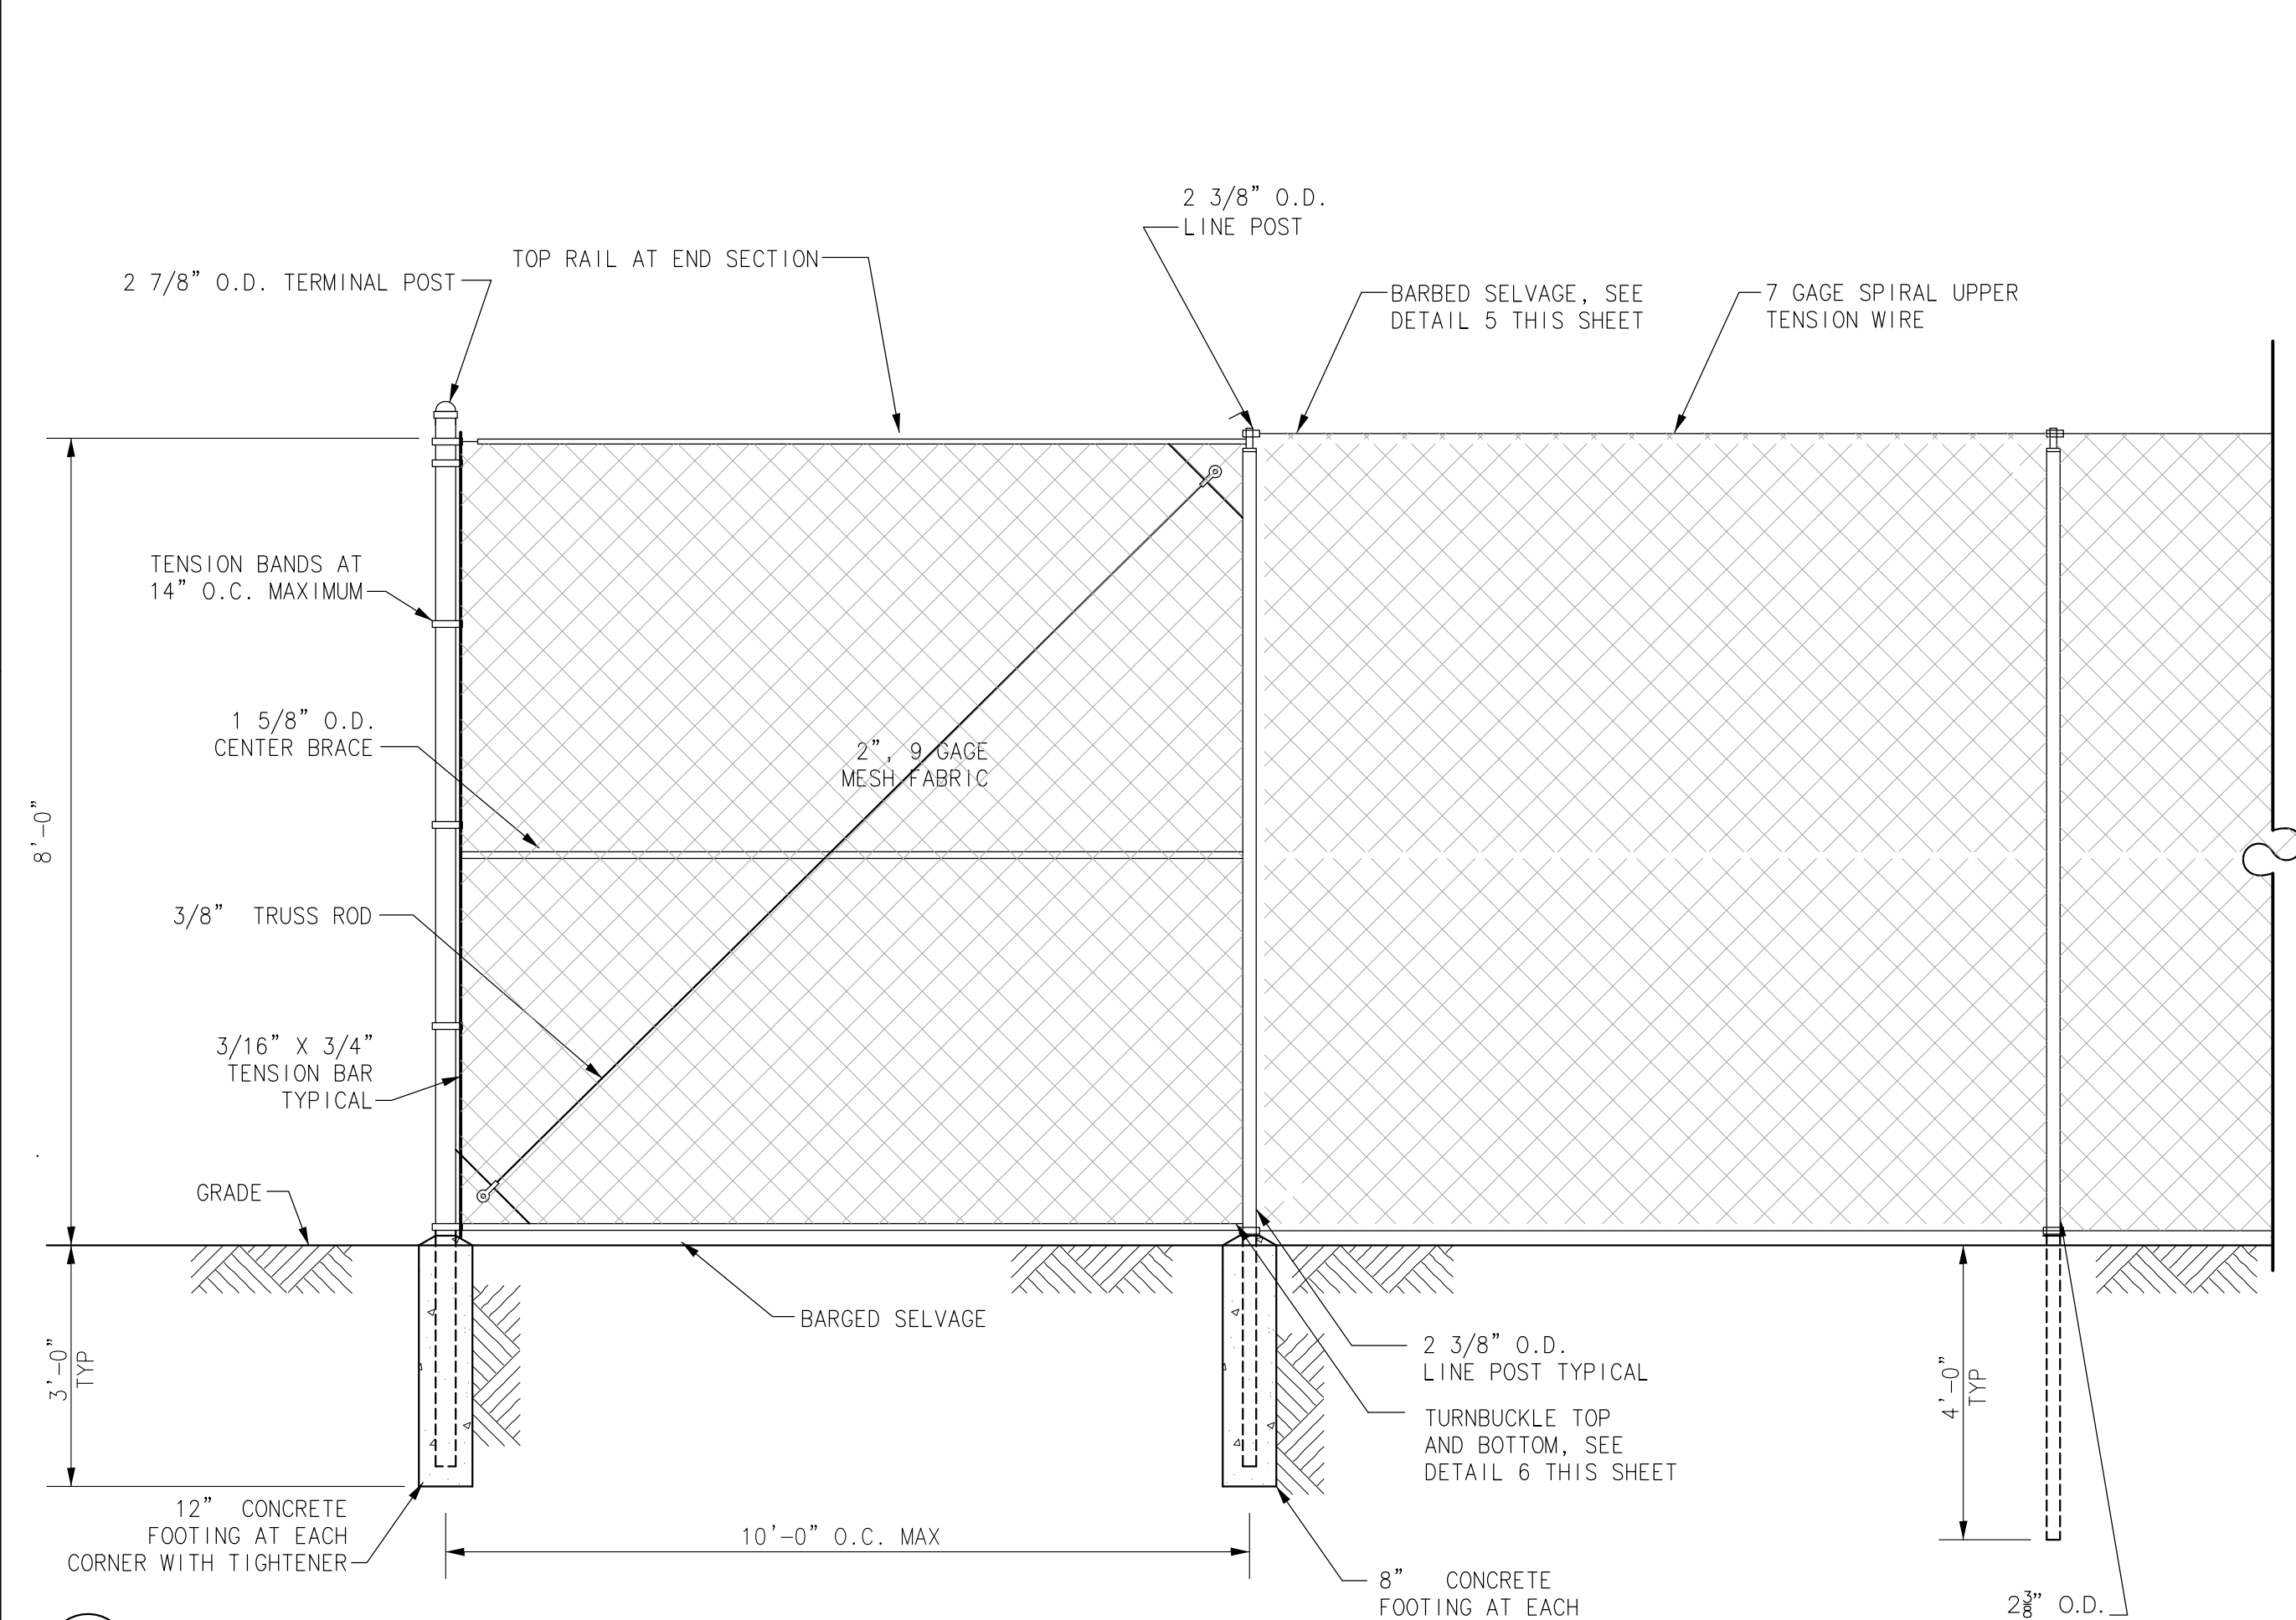 2 3/8" O.D.
LINE POST
TOP RAIL AT END SECTION
2 7/8" O.D. TERMINAL POST
BARBED SELVAGE, SEE
DETAIL 5 THIS SHEET
7 GAGE SPIRAL UPPER
TENSION WIRE
TENSION BANDS AT
14" O.C. MAXIMUM
1 5/8" O.D.
CENTER BRACE
2", 9 GAGE
MESH FABRIC
8'-0"
3/8" TRUSS ROD
3/16" X 3/4"
TENSION BAR
TYPICAL
GRADE
BARGED SELVAGE
3'-0"
TYP
2 3/8" O.D.
LINE POST TYPICAL
TURNBUCKLE TOP
AND BOTTOM, SEE
DETAIL 6 THIS SHEET
4'-0"
TYP
12" CONCRETE
FOOTING AT EACH
CORNER WITH TIGHTENER
10'-0" O.C. MAX
8" CONCRETE
FOOTING AT EACH
2 3/8" O.D.